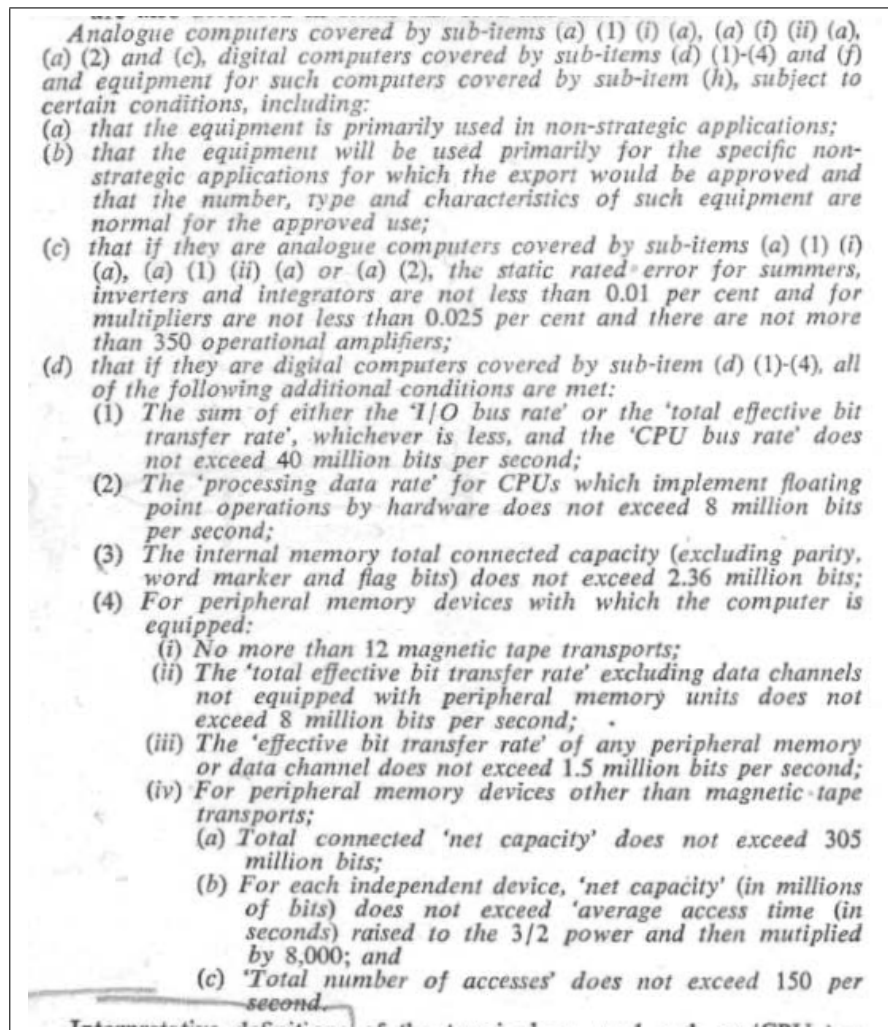 Analogue computers covered by sub-items (a) (1) (i) (a), (a) (i) (ii) (a),
(a) (2) and (c), digital computers covered by sub-items (d) (1)-(4) and (f)
and equipment for such computers covered by sub-item (h), subject to
certain conditions, including:
(a) that the equipment is primarily used in non-strategic applications;
(b) that the equipment will be used primarily for the specific non-
strategic applications for which the export would be approved and
that the number, type and characteristics of such equipment are
normal for the approved use;
(c) that if they are analogue computers covered by sub-items (a) (1) (i)
(a), (a) (1) (ii) (a) or (a) (2), the static rated error for summers,
inverters and integrators are not less than 0.01 per cent and for
multipliers are not less than 0.025 per cent and there are not more
than 350 operational amplifiers;
(d) that if they are digital computers covered by sub-item (d) (1)-(4), all
of the following additional conditions are met:
(1) The sum of either the 'I/O bus rate' or the 'total effective bit
transfer rate', whichever is less, and the 'CPU bus rate' does
not exceed 40 million bits per second;
(2) The 'processing data rate' for CPUs which implement floating
point operations by hardware does not exceed 8 million bits
per second;
(3) The internal memory total connected capacity (excluding parity,
word marker and flag bits) does not exceed 2.36 million bits;
(4) For peripheral memory devices with which the computer is
equipped:
(i) No more than 12 magnetic tape transports;
(ii) The 'total effective bit transfer rate' excluding data channels
not equipped with peripheral memory units does not
exceed 8 million bits per second;
(iii) The 'effective bit transfer rate' of any peripheral memory
or data channel does not exceed 1.5 million bits per second;
(iv) For peripheral memory devices other than magnetic tape
transports;
(a) Total connected 'net capacity' does not exceed 305
million bits;
(b) For each independent device, 'net capacity' (in millions
of bits) does not exceed 'average access time (in
seconds) raised to the 3/2 power and then mutiplied
by 8,000; and
(c) 'Total number of accesses' does not exceed 150 per
second.